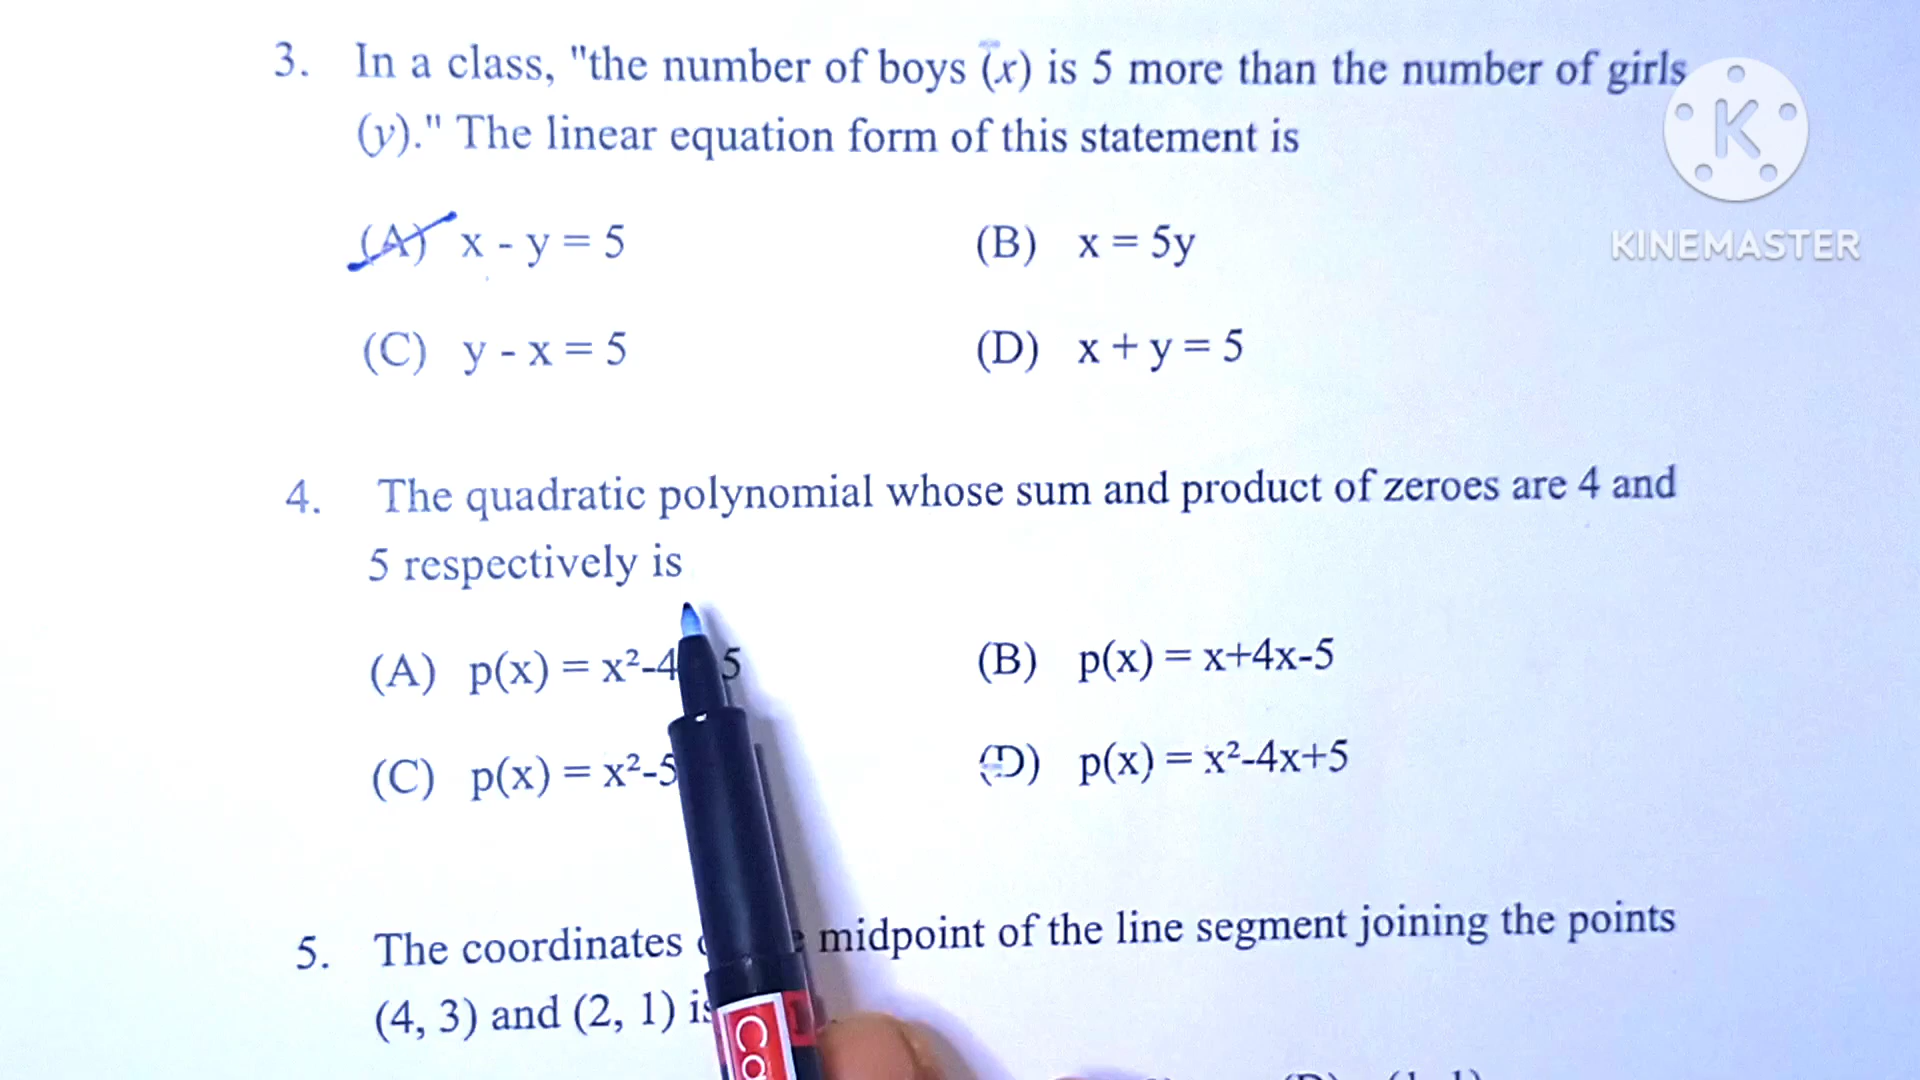 3. In a class, "the number of boys (x) is 5 more than the number of girls
(y)." The linear equation form of this statement is
K
KINEMASTER
(A) x - y = 5 (B) x = 5y
(C) y - x = 5 (D) x + y = 5
4. The quadratic polynomial whose sum and product of zeroes are 4 and
5 respectively is
(A) p(x) = x²-4 5 (B) p(x) = x+4x-5
(C) p(x) = x²-5 (D) p(x) = x²-4x+5
5. The coordinates midpoint of the line segment joining the points
(4, 3) and (2, 1) is
Co